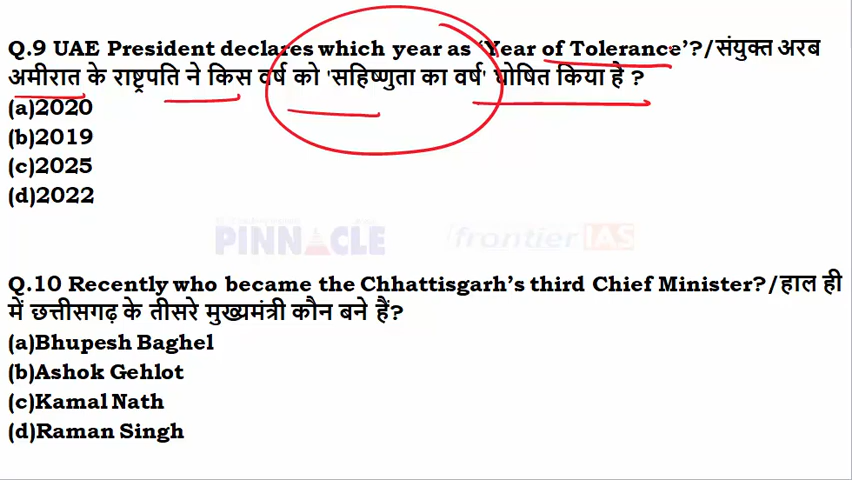 Q.9 UAE President declares which year as ‘Year of Tolerance’?/संयुक्त अरब
अमीरात के राष्ट्रपति ने किस वर्ष को 'सहिष्णुता का वर्ष' घोषित किया है ?
(a)2020
(b)2019
(c)2025
(d)2022
PINNACLE frontier IAS
Q.10 Recently who became the Chhattisgarh’s third Chief Minister?/हाल ही
में छत्तीसगढ़ के तीसरे मुख्यमंत्री कौन बने हैं?
(a)Bhupesh Baghel
(b)Ashok Gehlot
(c)Kamal Nath
(d)Raman Singh